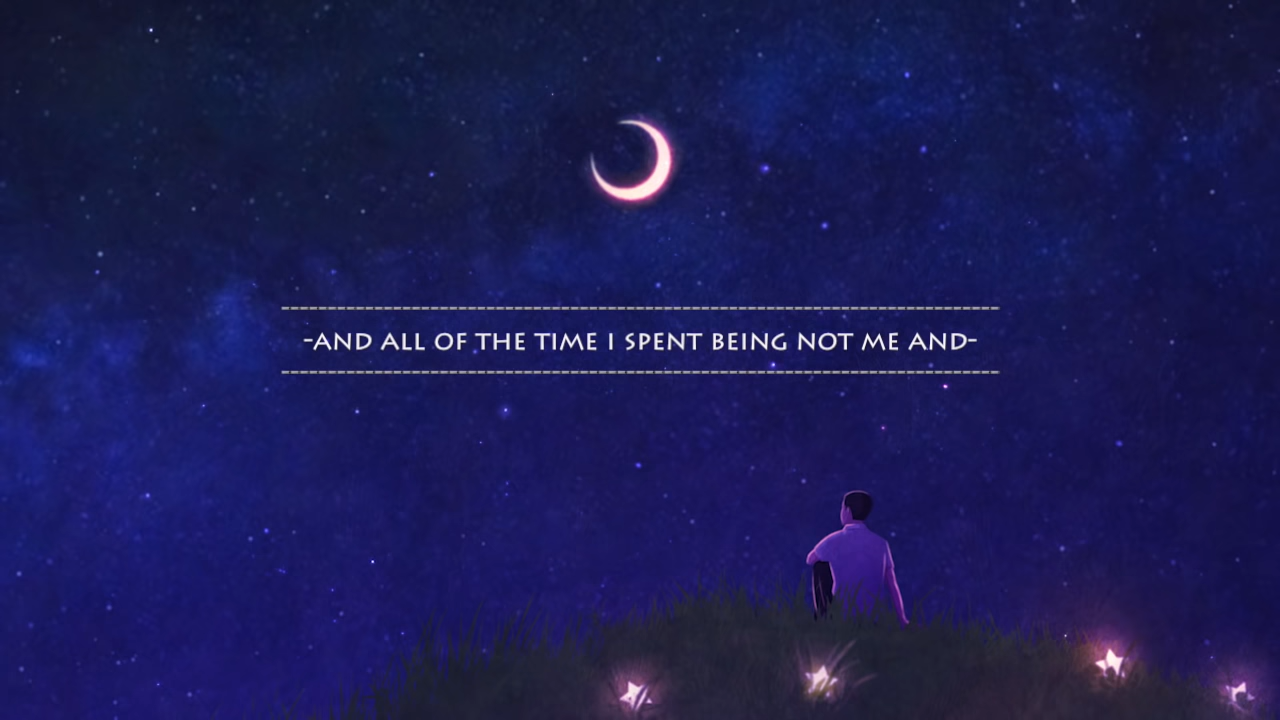 -AND ALL OF THE TIME I SPENT BEING NOT ME AND-